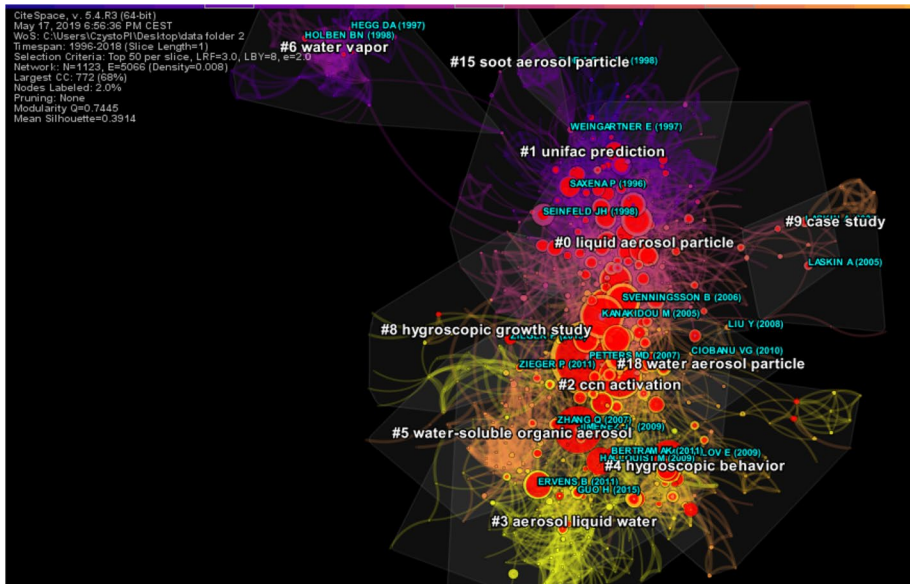 CiteSpace, v. 5.4.R3 (64-bit)
May 17, 2019 6:56:36 PM CEST
WoS: C:\Users\CzystoPl\Desktop\data folder 2
Timespan: 1996-2018 (Slice Length=1)
Selection Criteria: Top 50 per slice, LRF=3.0, LBY=8, e=2.0
Network: N=1123, E=5066 (Density=0.008)
Largest CC: 772 (68%)
Nodes Labeled: 2.0%
Pruning: None
Modularity Q=0.7445
Mean Silhouette=0.3914
HEGG DA (1997)
HOLBEN BN (1998)
#6 water vapor
#15 soot aerosol particle
(1998)
WEINGARTNER E (1997)
#1 unifac prediction
SAXENA P (1996)
SEINFELD JH (1998)
#9 case study
#0 liquid aerosol particle
LASKIN A (2005)
SVENNINGSSON B (2006)
KANAKIDOU M (2005)
LIU Y (2008)
#8 hygroscopic growth study
CIOBANU VG (2010)
PETTERS MD (2007)
ZIEGER P (2011)
#18 water aerosol particle
#2 ccn activation
ZHANG Q (2007)
(2009)
#5 water-soluble organic aerosol
BERTRAM AK (2011)
E (2009)
M (2009)
#4 hygroscopic behavior
ERVENS B (2011)
GUO H (2015)
#3 aerosol liquid water